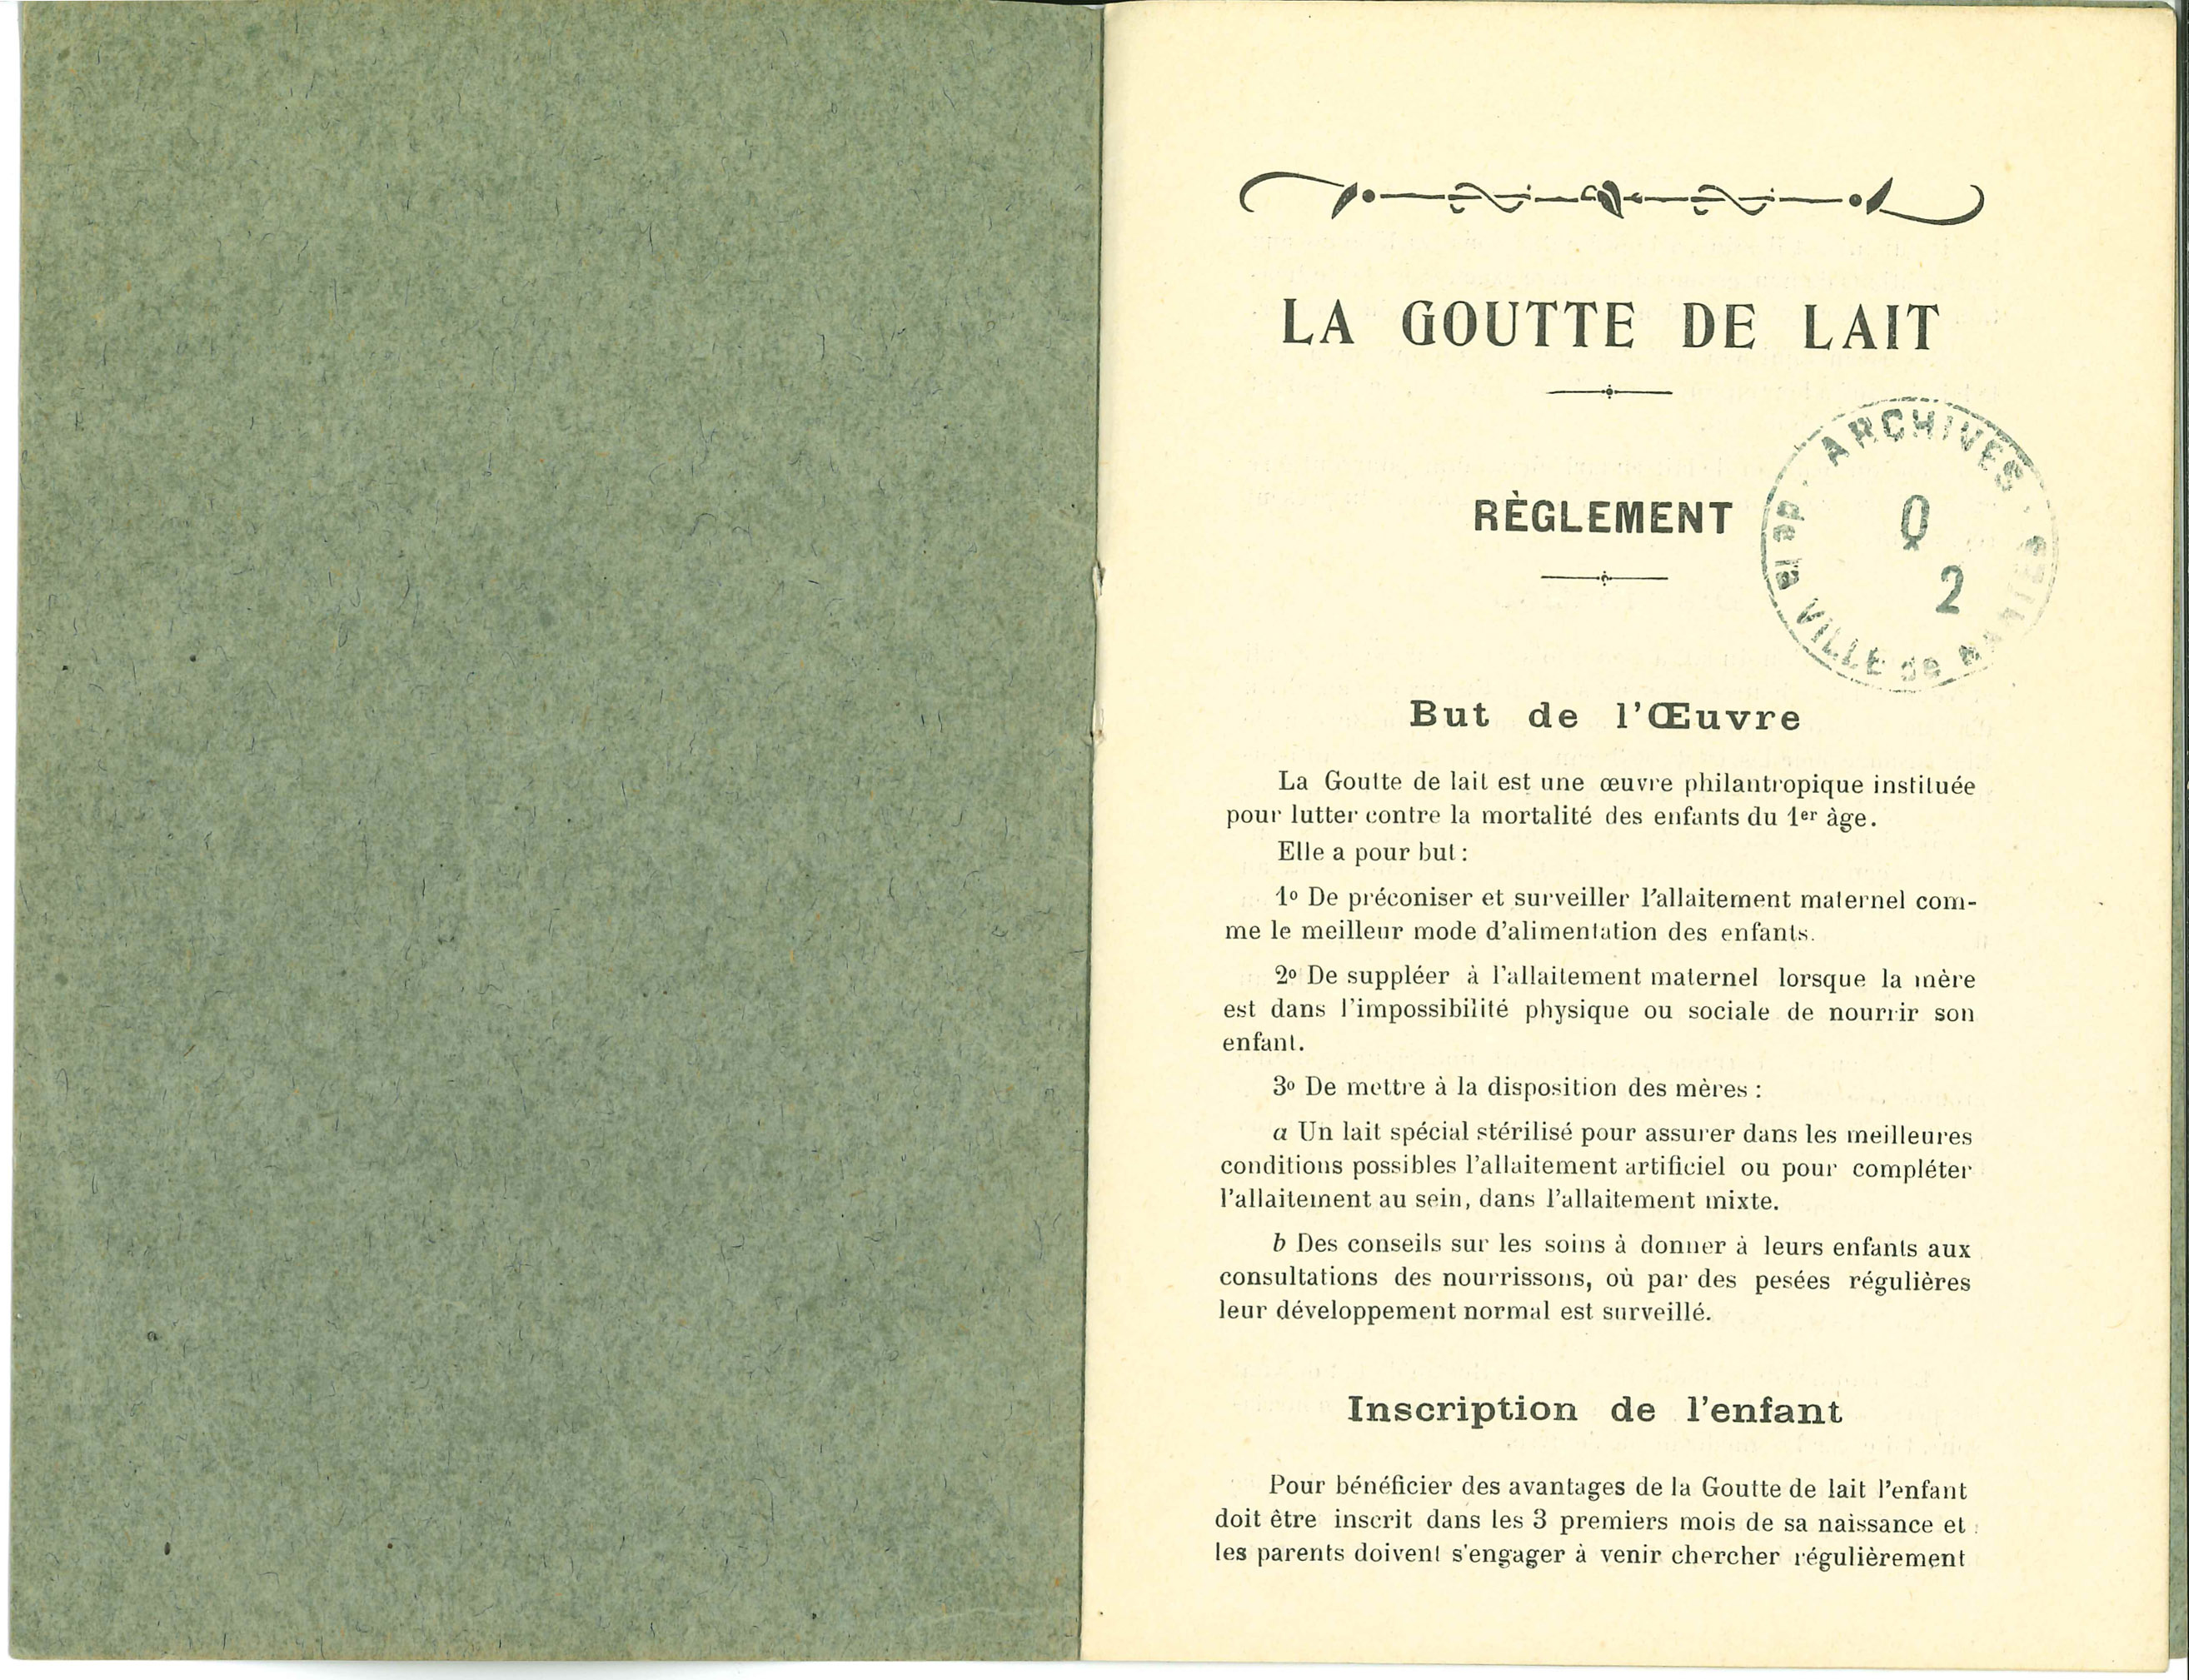 LA GOUTTE DE LAIT
RÈGLEMENT
ARCHIVES
de la VILLE de
Q
2
But de l'Œuvre
La Goutte de lait est une œuvre philantropique instituée
pour lutter contre la mortalité des enfants du 1er àge.
Elle a pour but :
1o De préconiser et surveiller l'allaitement maternel com-
me le meilleur mode d'alimentation des enfants.
2o De suppléer à l'allaitement maternel lorsque la mère
est dans l'impossibilité physique ou sociale de nourrir son
enfant.
3o De mettre à la disposition des mères :
a Un lait spécial stérilisé pour assurer dans les meilleures
conditions possibles l'allaitement artificiel ou pour compléter
l'allaitement au sein, dans l'allaitement mixte.
b Des conseils sur les soins à donner à leurs enfants aux
consultations des nourrissons, où par des pesées régulières
leur développement normal est surveillé.
Inscription de l'enfant
Pour bénéficier des avantages de la Goutte de lait l'enfant
doit être inscrit dans les 3 premiers mois de sa naissance et
les parents doivent s'engager à venir chercher régulièrement